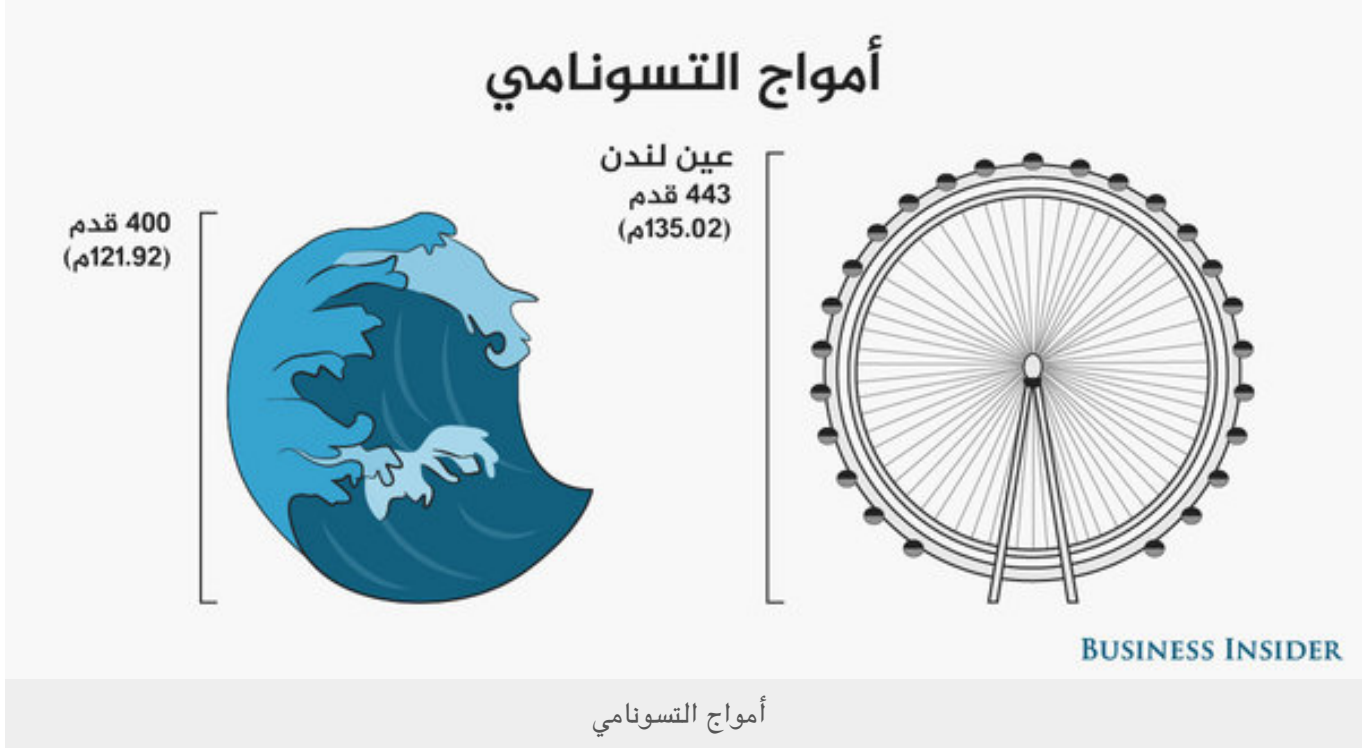 أمواج التسونامي
عين لندن
443 قدم
(135.02م)
400 قدم
(121.92م)
BUSINESS INSIDER
أمواج التسونامي